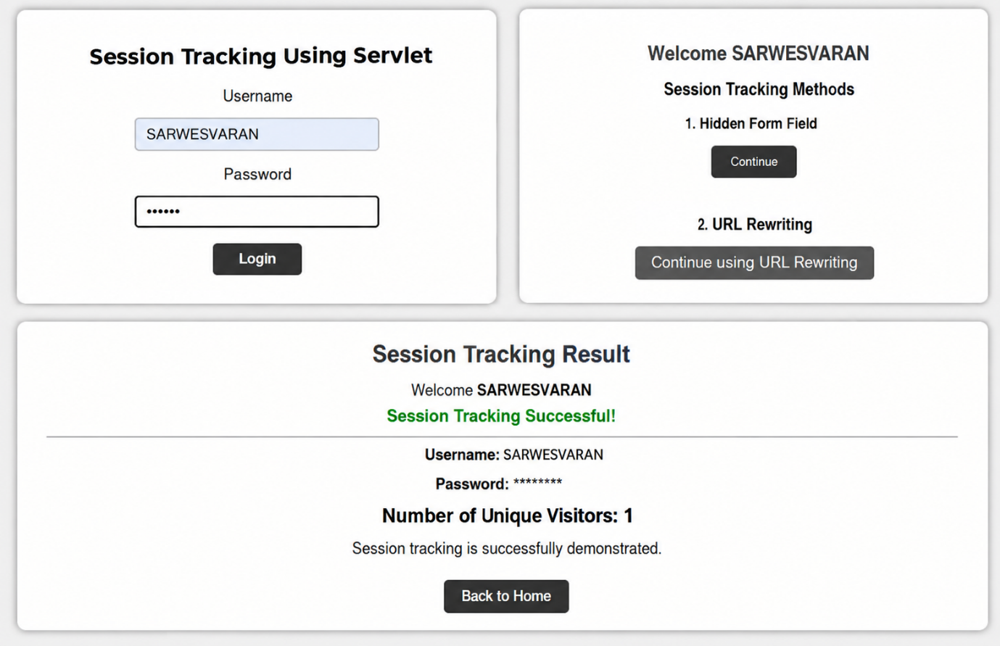 Session Tracking Using Servlet
Username
SARWESVARAN
Password
••••••
Login
Welcome SARWESVARAN
Session Tracking Methods
1. Hidden Form Field
Continue
2. URL Rewriting
Continue using URL Rewriting
Session Tracking Result
Welcome SARWESVARAN
Session Tracking Successful!
Username: SARWESVARAN
Password: ********
Number of Unique Visitors: 1
Session tracking is successfully demonstrated.
Back to Home